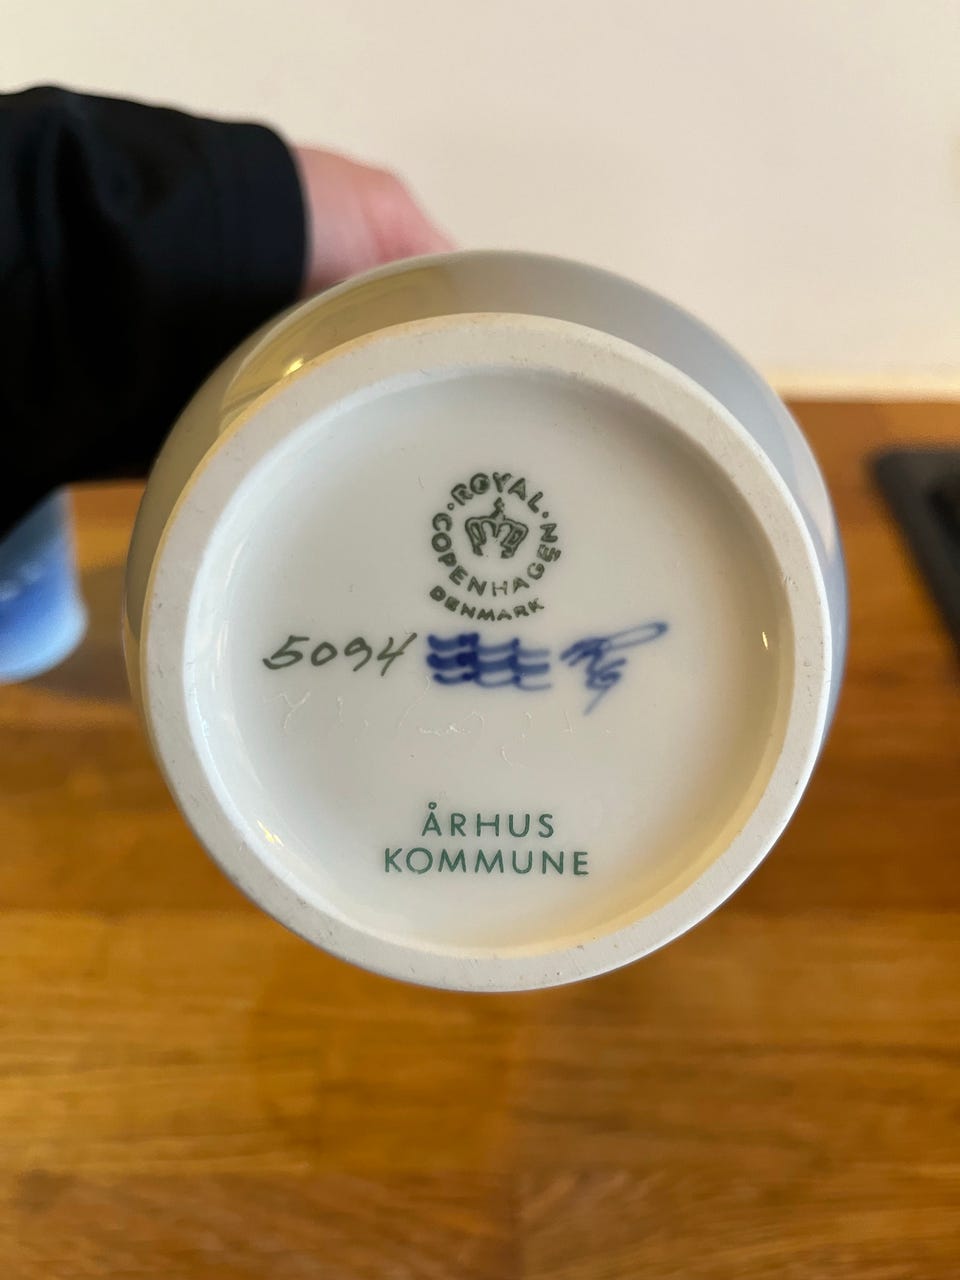 ROYAL
COPENHAGEN
DENMARK
5094
ÅRHUS
KOMMUNE